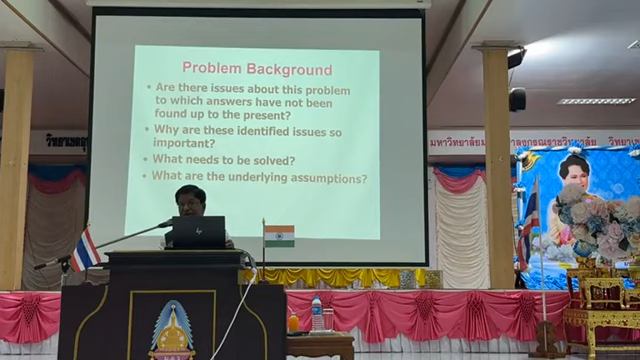 Problem Background
• Are there issues about this problem
to which answers have not been
found up to the present?
• Why are these identified issues so
important?
• What needs to be solved?
• What are the underlying assumptions?
hp